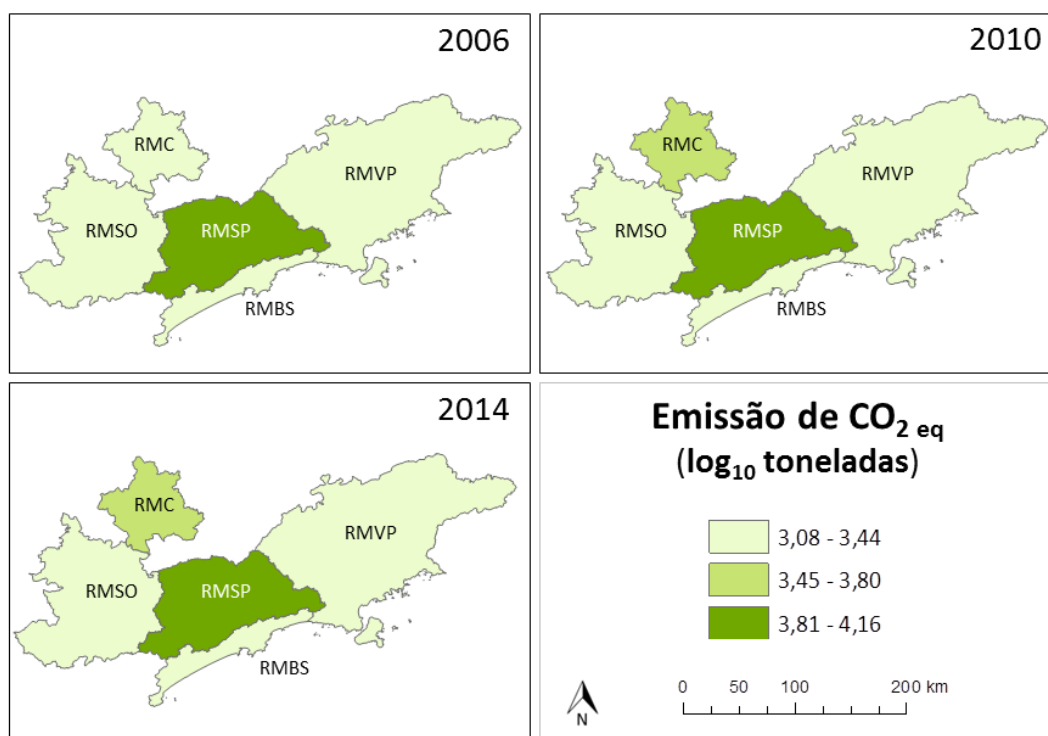 2006
RMC
RMVP
RMSO
RMSP
RMBS
2010
RMC
RMVP
RMSO
RMSP
RMBS
2014
RMC
RMVP
RMSO
RMSP
RMBS
Emissão de CO₂ eq
(log₁₀ toneladas)
3,08 - 3,44
3,45 - 3,80
3,81 - 4,16
N
0 50 100 200 km